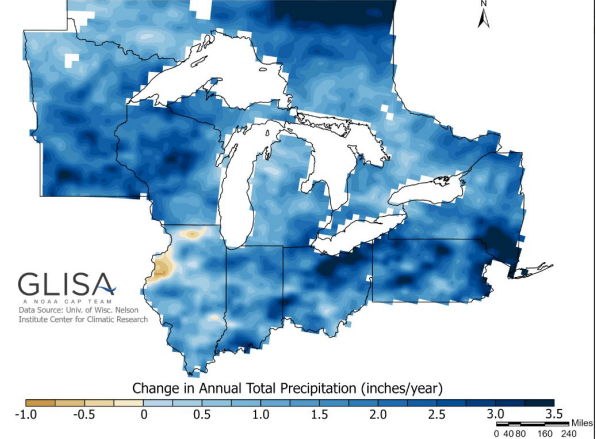 N
GLISA
A NOAA CAP TEAM
Data Source: Univ. of Wisc. Nelson
Institute Center for Climatic Research
Change in Annual Total Precipitation (inches/year)
-1.0 -0.5 0 0.5 1.0 1.5 2.0 2.5 3.0 3.5
Miles
0 40 80 160 240